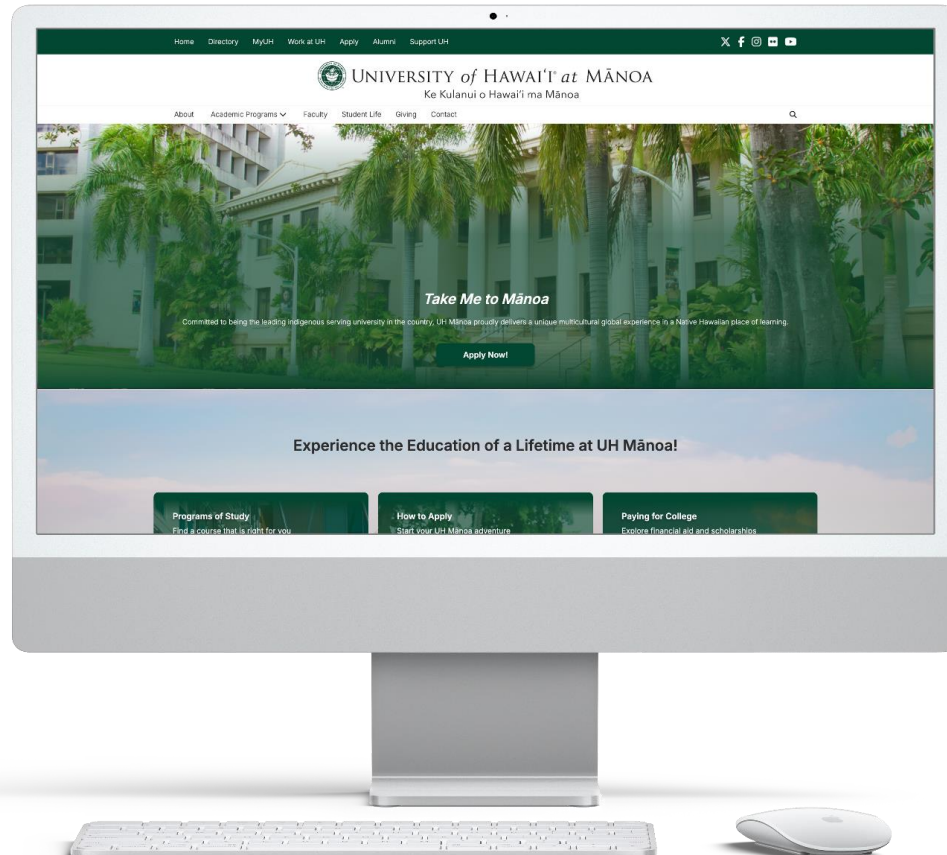 Home Directory MyUH Work at UH Apply Alumni Support UH
UNIVERSITY of HAWAIʻI® at MĀNOA
Ke Kulanui o Hawaiʻi ma Mānoa
About Academic Programs Faculty Student Life Giving Contact
Take Me to Mānoa
Committed to being the leading indigenous serving university in the country, UH Mānoa proudly delivers a unique multicultural global experience in a Native Hawaiian place of learning.
Apply Now!
Experience the Education of a Lifetime at UH Mānoa!
Programs of Study
Find a course that is right for you
How to Apply
Start your UH Mānoa adventure
Paying for College
Explore financial aid and scholarships